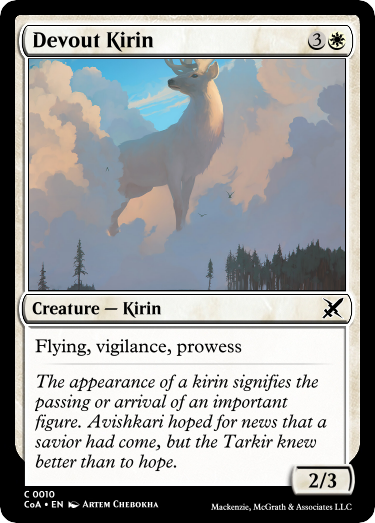 Devout Kirin
3
Creature — Kirin
Flying, vigilance, prowess
The appearance of a kirin signifies the
passing or arrival of an important
figure. Avishkari hoped for news that a
savior had come, but the Tarkir knew
better than to hope.
2/3
C 0010
CoA • EN Artem Chebokha
Mackenzie, McGrath & Associates LLC